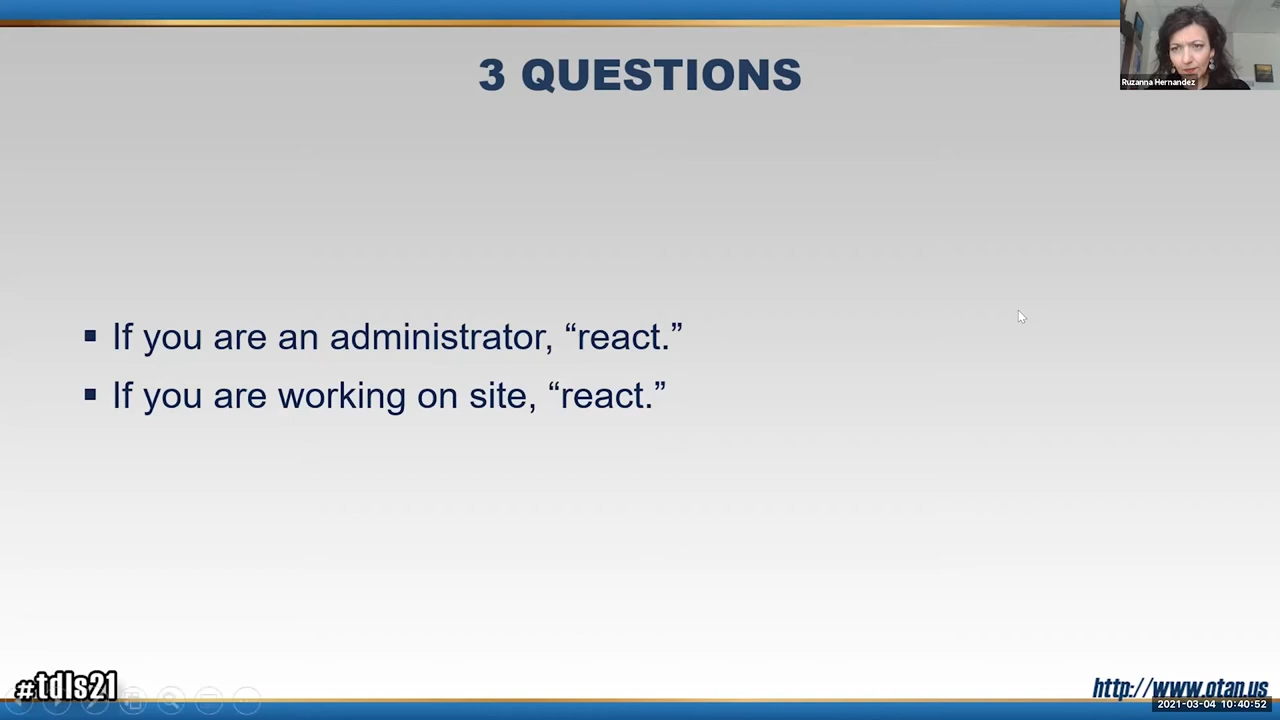 3 QUESTIONS
Ruzanna Hernandez
▪ If you are an administrator, “react.”
▪ If you are working on site, “react.”
#tdls21
http://www.otan.us
2021-03-04 10:40:52